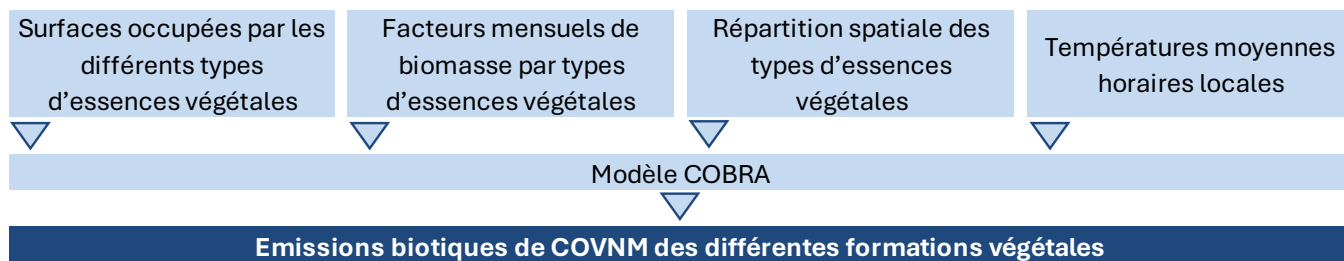 Surfaces occupées par les
différents types
d'essences végétales
Facteurs mensuels de
biomasse par types
d'essences végétales
Répartition spatiale des
types d'essences
végétales
Températures moyennes
horaires locales
Modèle COBRA
Emissions biotiques de COVNM des différentes formations végétales